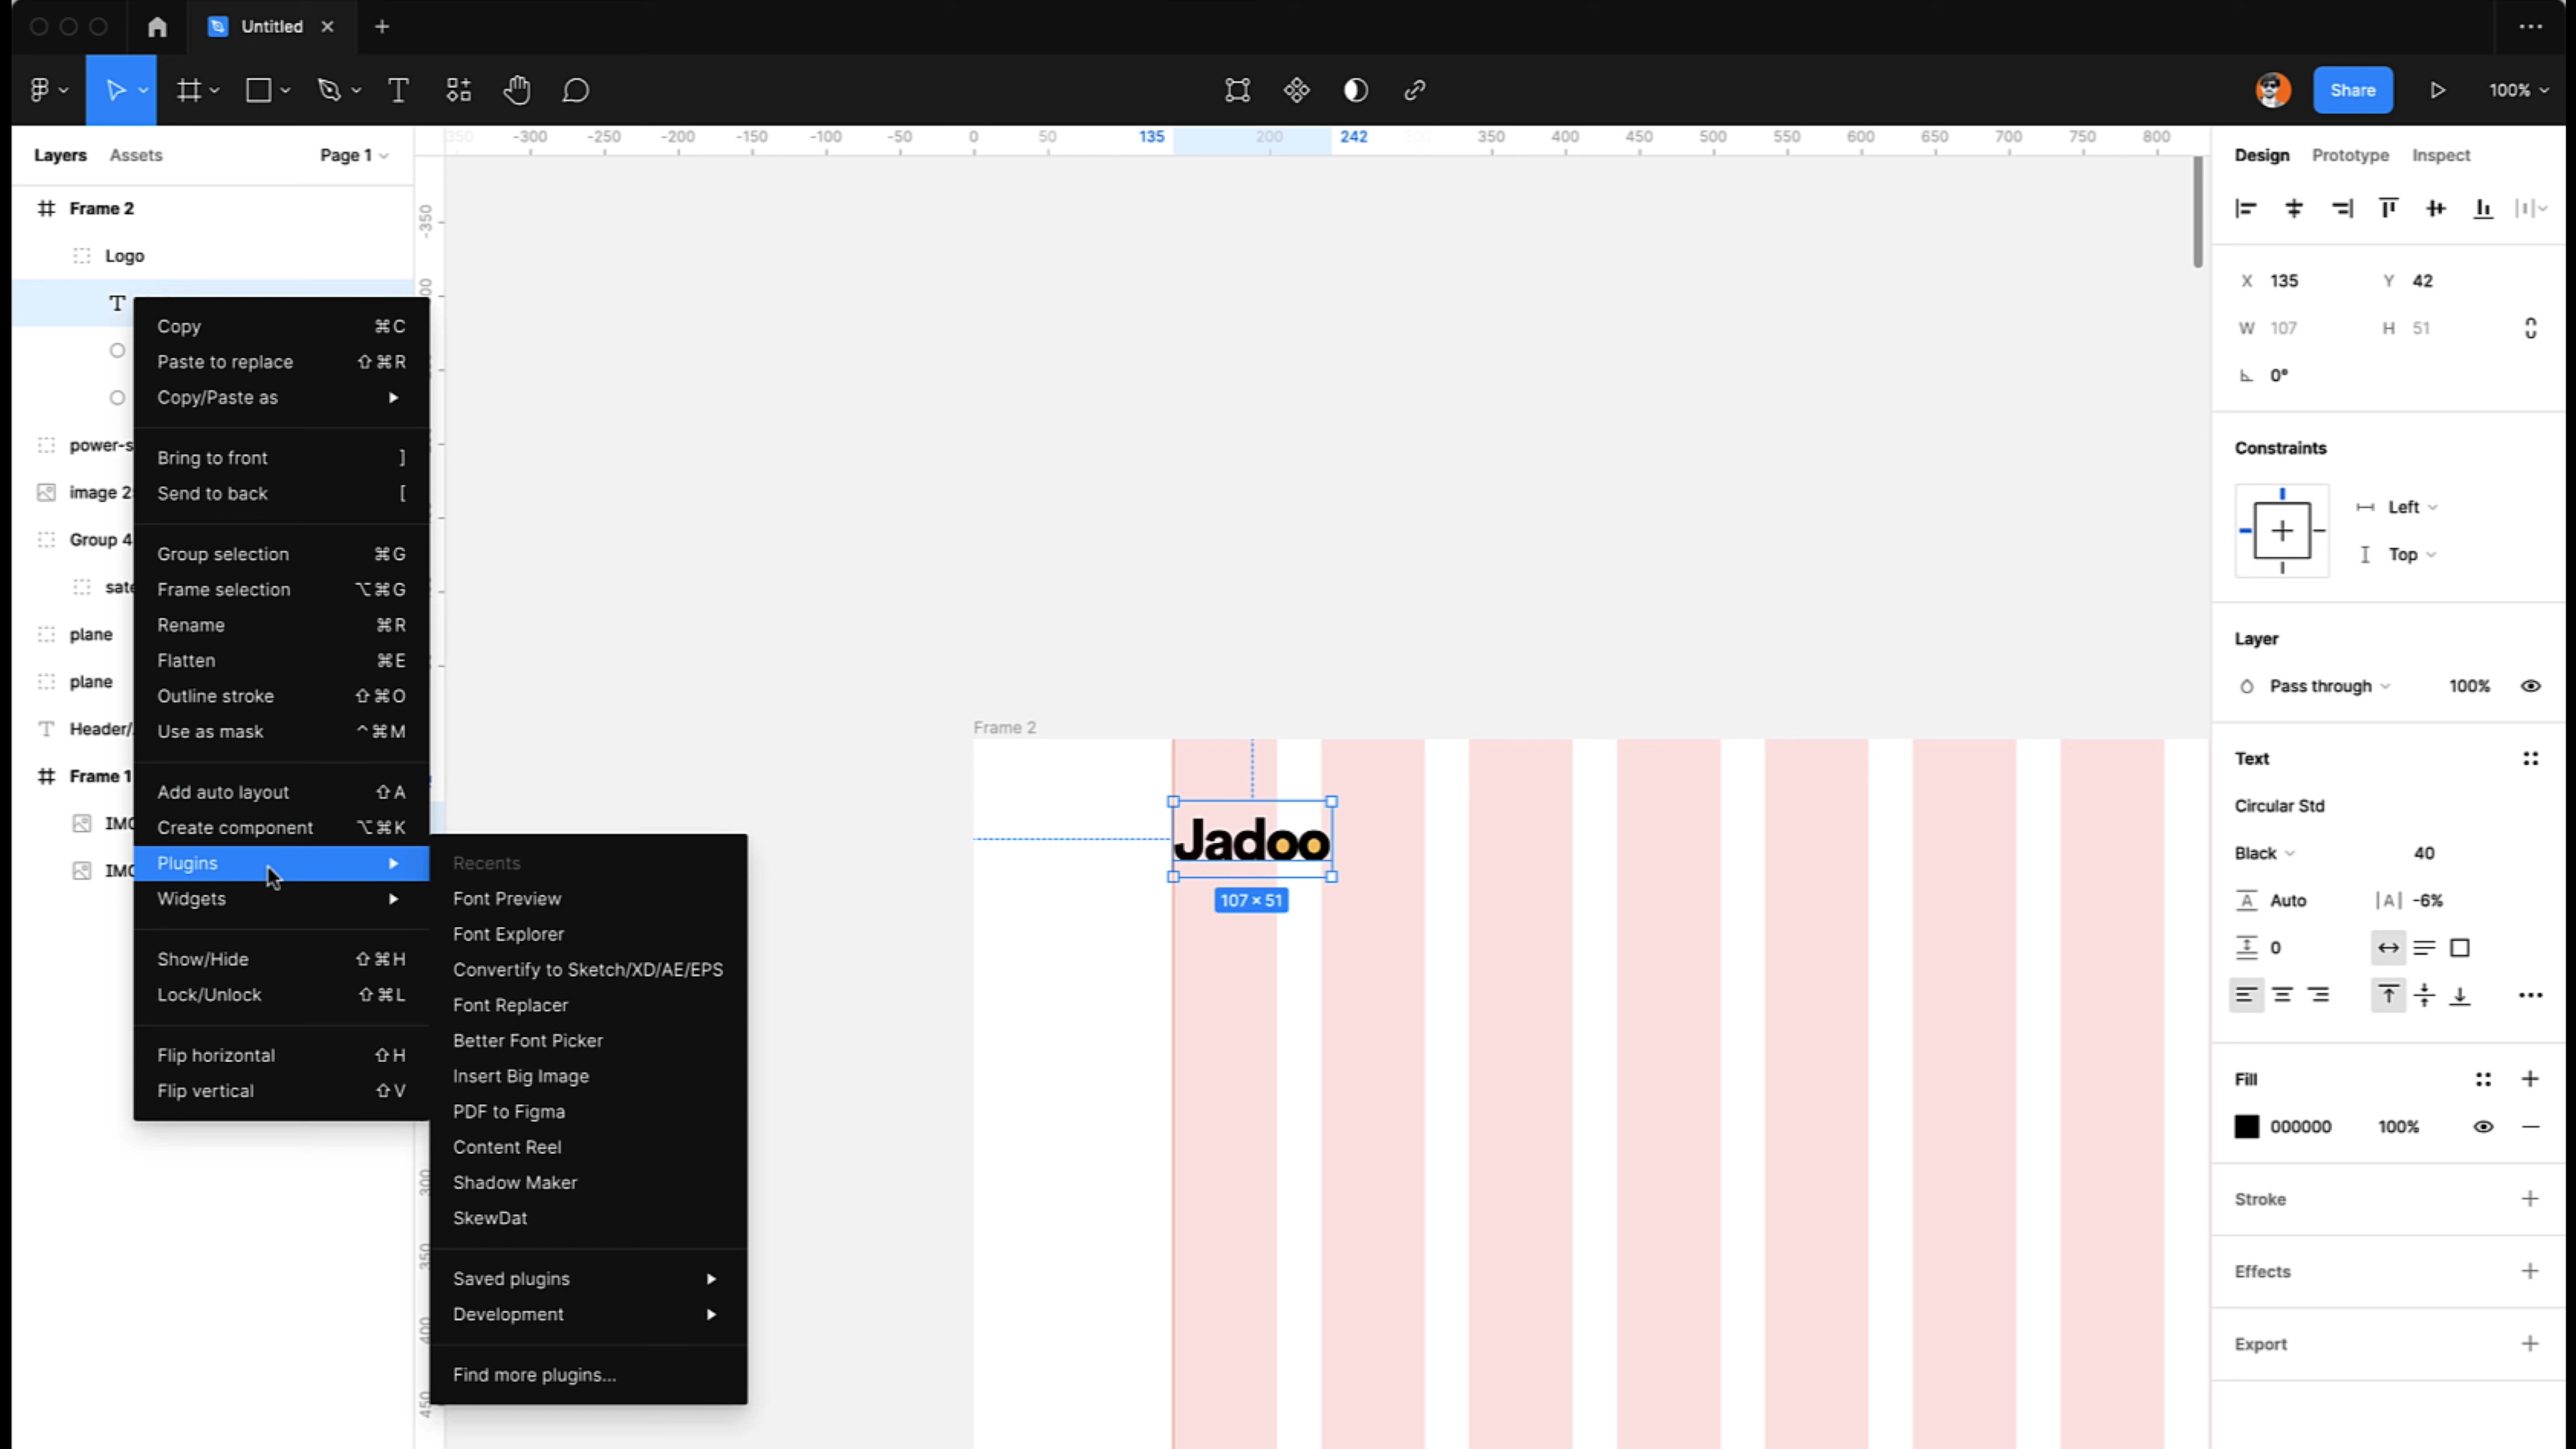 Untitled
Share
100%
Layers
Assets
Page 1
350 -300 -250 -200 -150 -100 -50 0 50 135 200 242 350 400 450 500 550 600 650 700 750 800
Design
Prototype
Inspect
Frame 2
Logo
power-s
image 2
Group 4
sate
plane
plane
Header/
Frame 1
IMG
IMG
Copy ⌘C
Paste to replace ⇧⌘R
Copy/Paste as
Bring to front ]
Send to back [
Group selection ⌘G
Frame selection ⌥⌘G
Rename ⌘R
Flatten ⌘E
Outline stroke ⇧⌘O
Use as mask ^⌘M
Add auto layout ⇧A
Create component ⌥⌘K
Plugins
Widgets
Show/Hide ⇧⌘H
Lock/Unlock ⇧⌘L
Flip horizontal ⇧H
Flip vertical ⇧V
Recents
Font Preview
Font Explorer
Convertify to Sketch/XD/AE/EPS
Font Replacer
Better Font Picker
Insert Big Image
PDF to Figma
Content Reel
Shadow Maker
SkewDat
Saved plugins
Development
Find more plugins...
-350
300
350
400
450
Frame 2
Jadoo
107 × 51
X 135 Y 42
W 107 H 51
0°
Constraints
Left
Top
Layer
Pass through 100%
Text
Circular Std
Black 40
Auto -6%
0
Fill
000000 100%
Stroke
Effects
Export